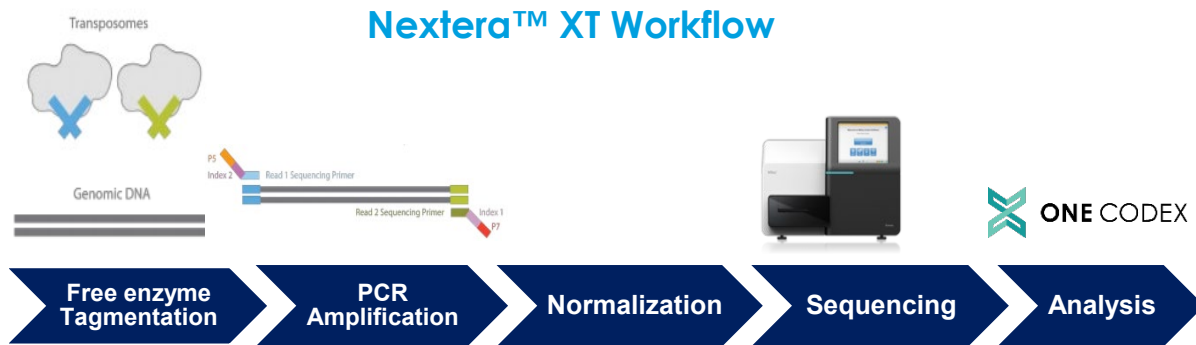 Nextera™ XT Workflow
Transposomes
Genomic DNA
P5
Index 2
Read 1 Sequencing Primer
Read 2 Sequencing Primer
Index 1
P7
ONE CODEX
Free enzyme
Tagmentation
PCR
Amplification
Normalization
Sequencing
Analysis